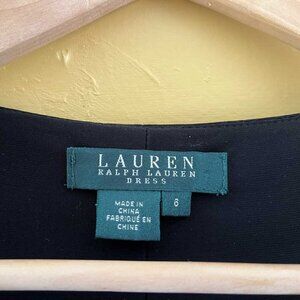 LAUREN
RALPH LAUREN
DRESS
MADE IN
CHINA
FABRIQUÉ EN
CHINE
6